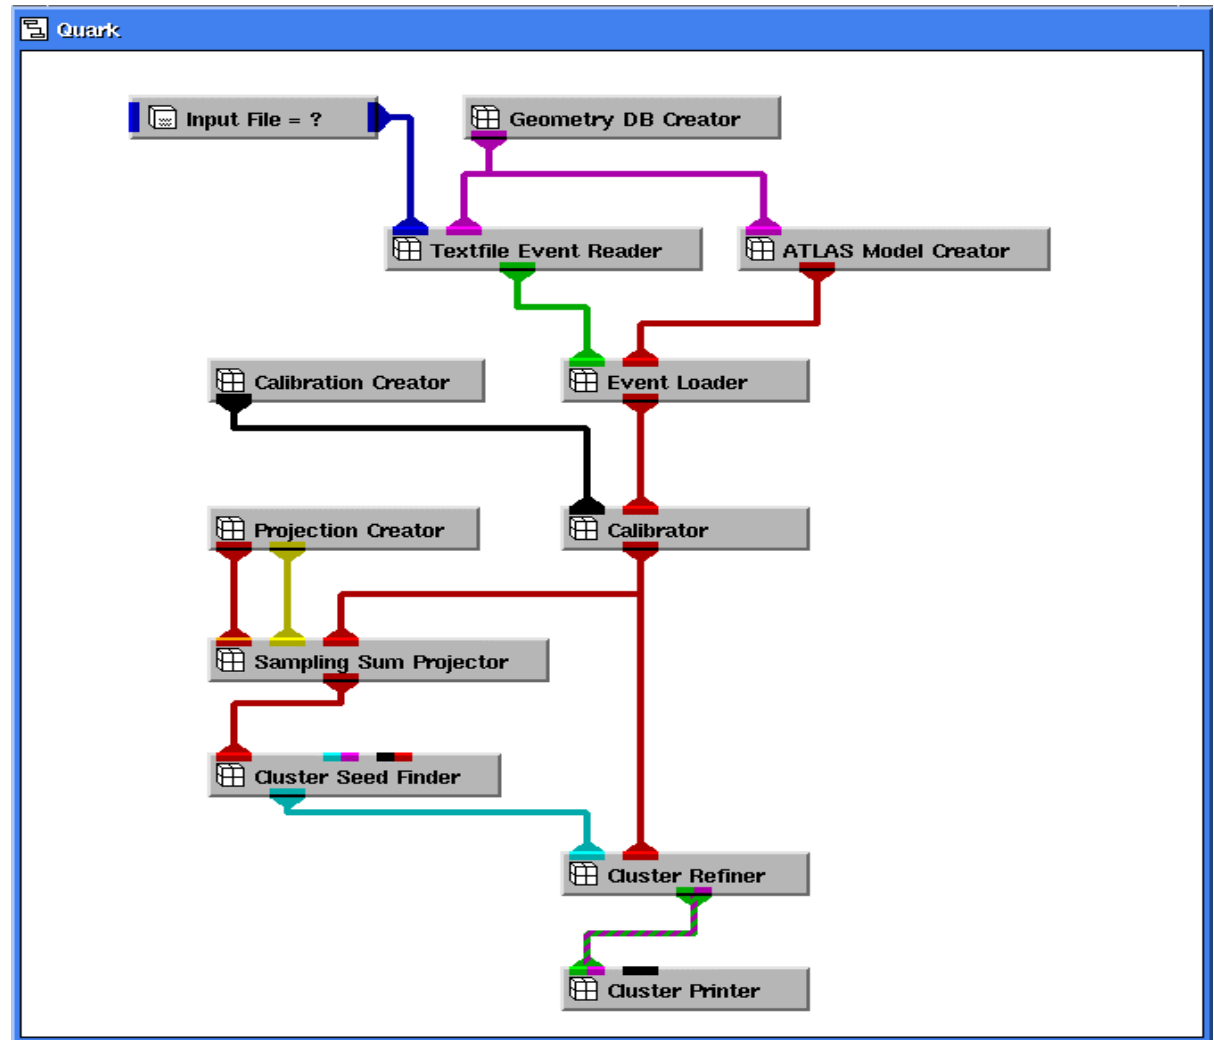 Quark
Input File = ?
Geometry DB Creator
Textfile Event Reader
ATLAS Model Creator
Calibration Creator
Event Loader
Projection Creator
Calibrator
Sampling Sum Projector
Cluster Seed Finder
Cluster Refiner
Cluster Printer